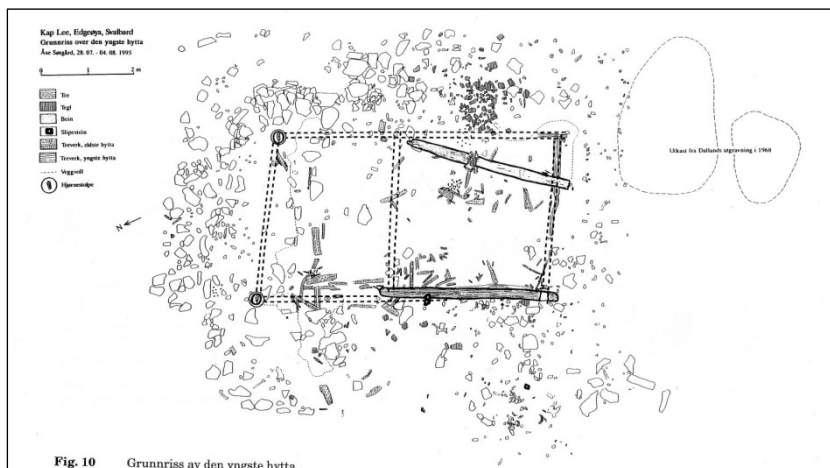 Kap Lee, Edgeøya, Svalbard
Grunnriss over den yngste hytta
Åse Sørgård, 28. 07. - 04. 08. 1995
0 1 2 m
Tre
Tegl
Bein
Slipestein
Treverk, eldste hytta
Treverk, yngste hytta
Veggvoll
Hjørnestolpe
N
Utkast fra Dallands utgravning i 1968
Fig. 10 Grunnriss av den yngste hytta